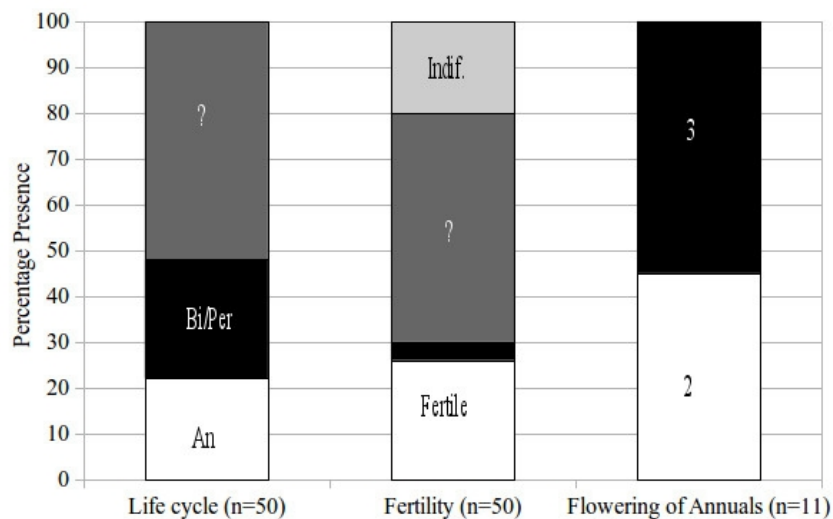 100
90
80
70
60
50
40
30
20
10
0
Percentage Presence
?
Bi/Per
An
Indif.
?
Fertile
3
2
Life cycle (n=50)
Fertility (n=50)
Flowering of Annuals (n=11)